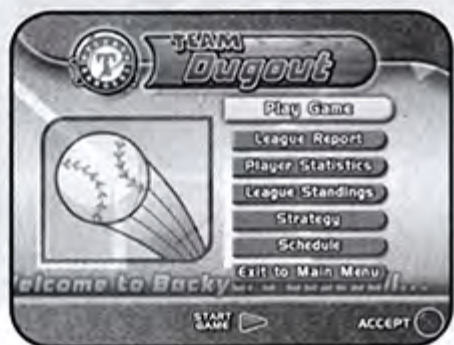 TEAM
Dugout
Play Game
League Report
Player Statistics
League Standings
Strategy
Schedule
Exit to Main Menu
elcome to Backy
START
GAME
ACCEPT